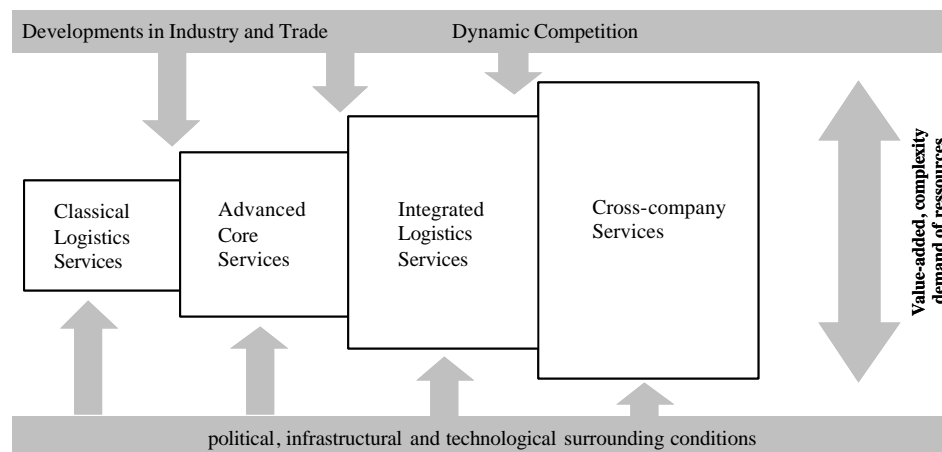 Developments in Industry and Trade
Dynamic Competition
Classical
Logistics
Services
Advanced
Core
Services
Integrated
Logistics
Services
Cross-company
Services
Value-added, complexity
demand of ressources
political, infrastructural and technological surrounding conditions